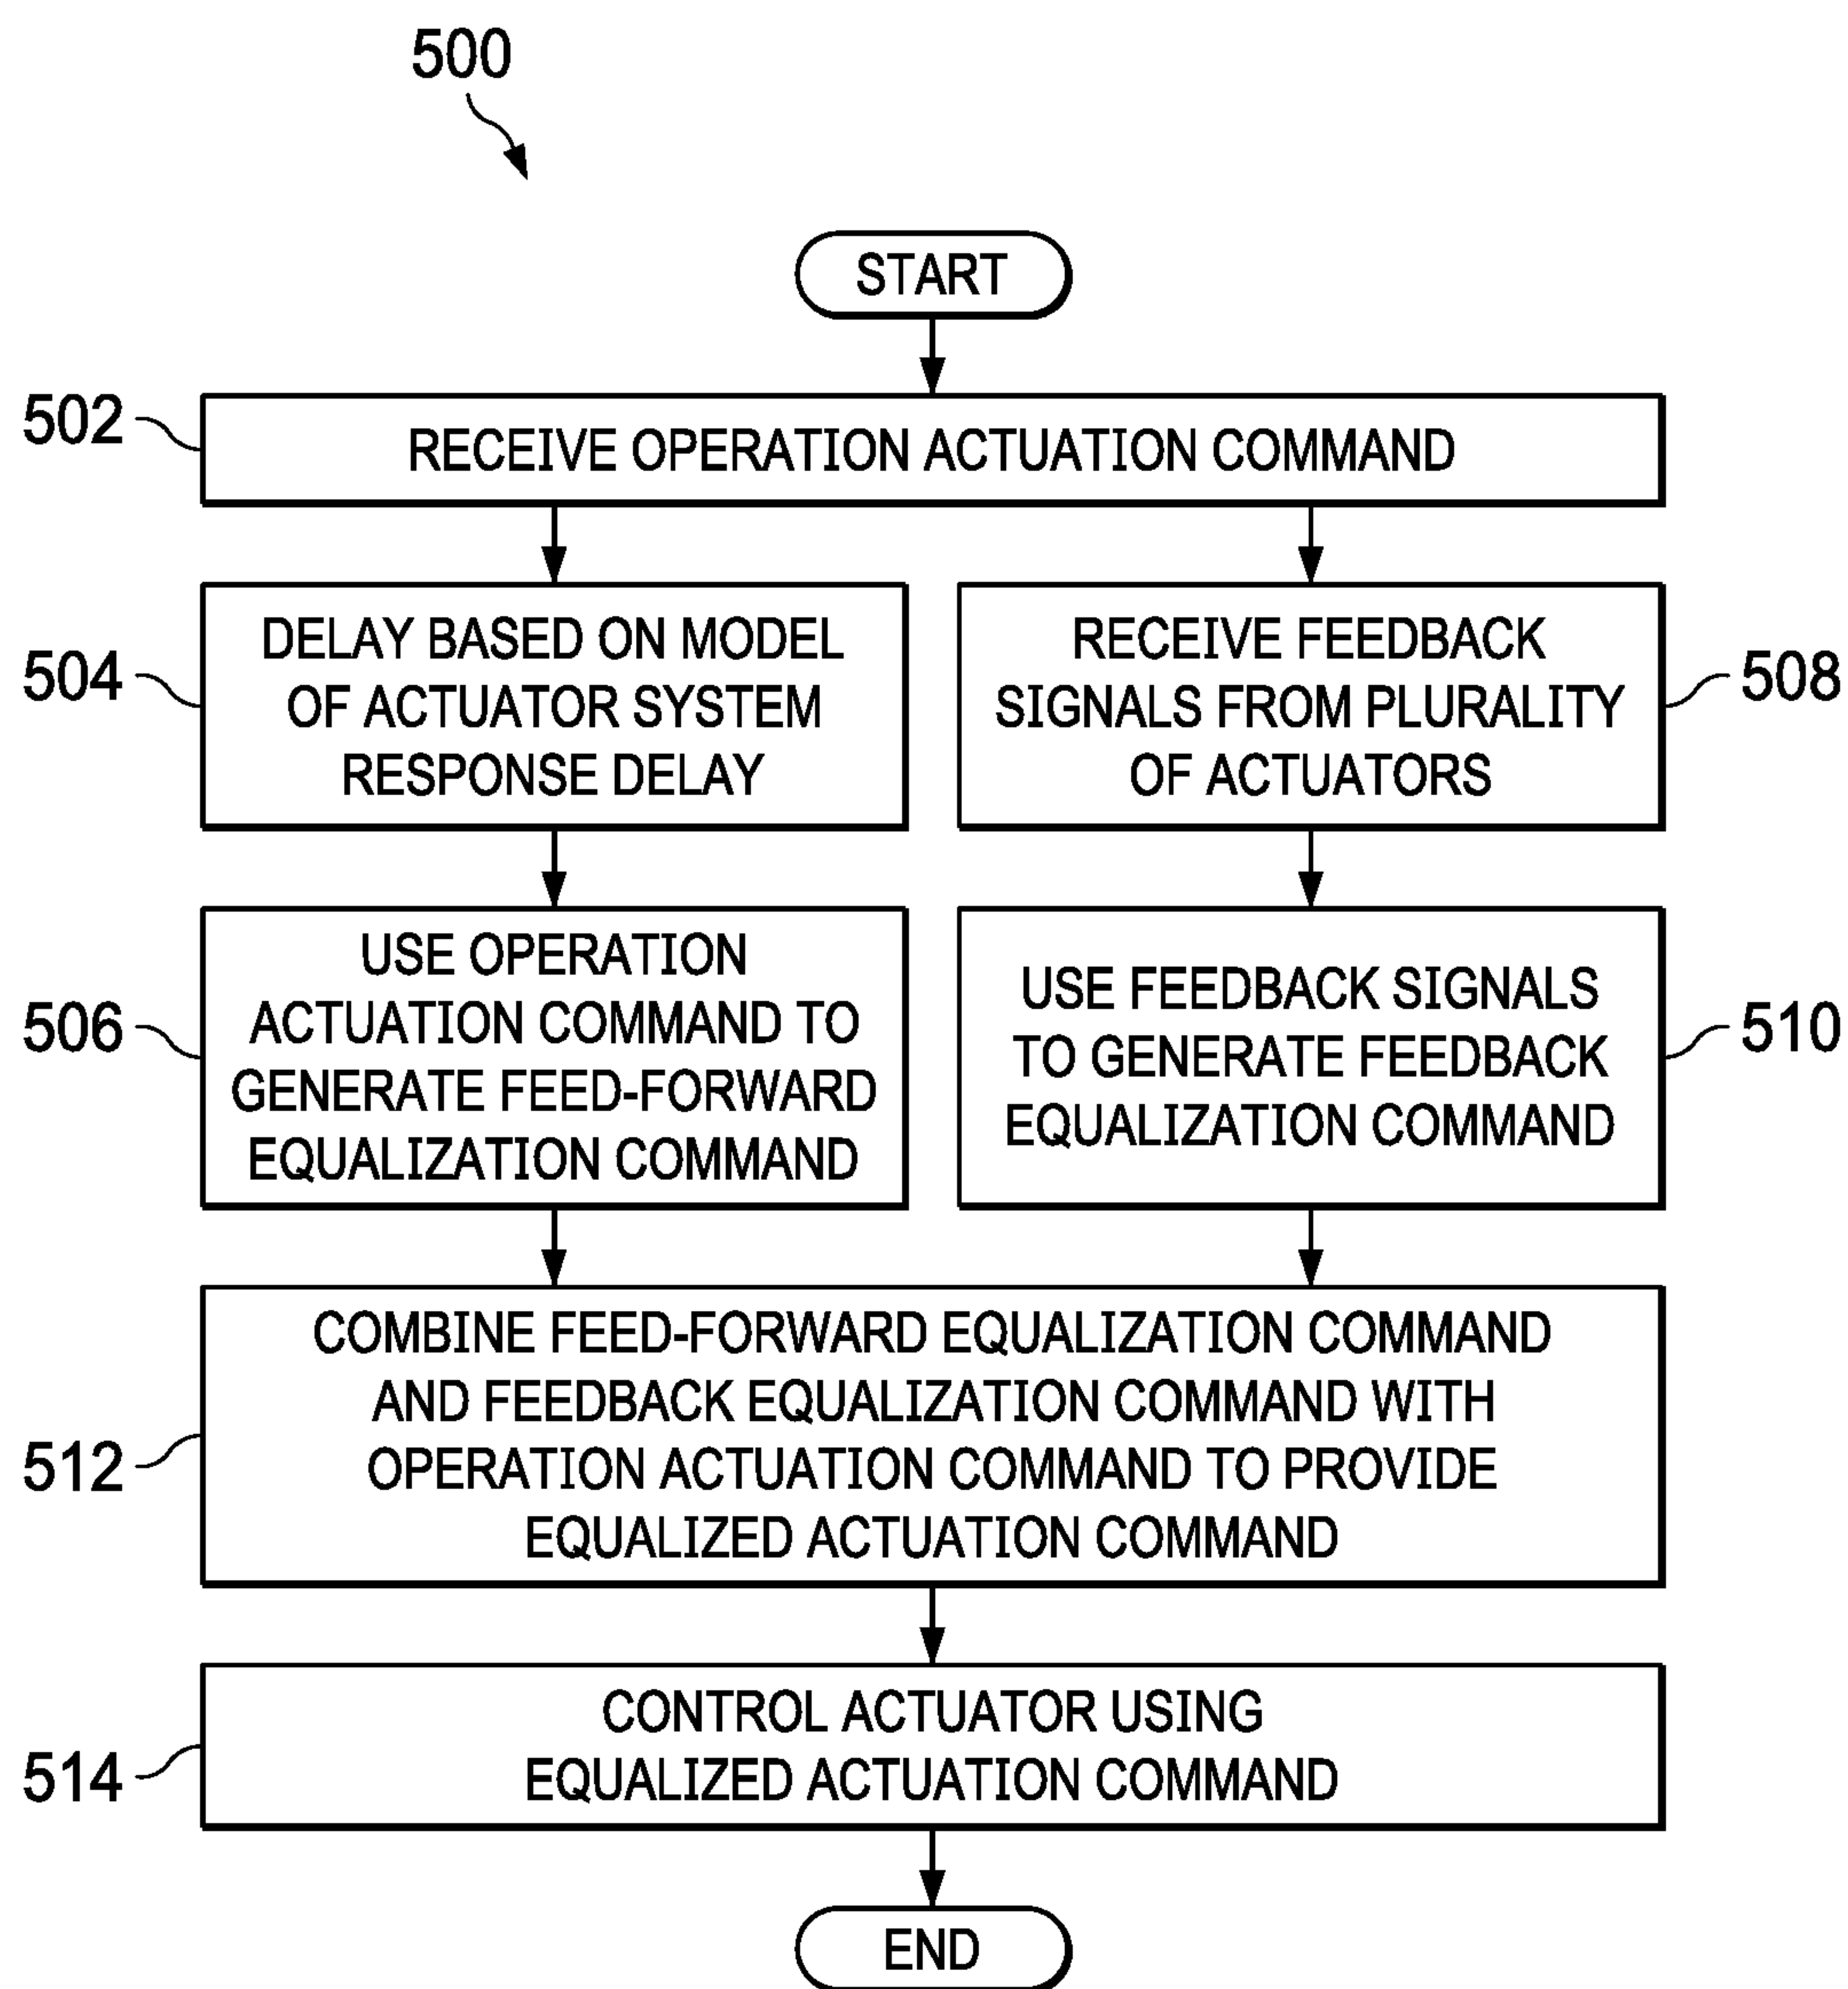 500
START
502
RECEIVE OPERATION ACTUATION COMMAND
504
DELAY BASED ON MODEL
OF ACTUATOR SYSTEM
RESPONSE DELAY
RECEIVE FEEDBACK
SIGNALS FROM PLURALITY
OF ACTUATORS
508
506
USE OPERATION
ACTUATION COMMAND TO
GENERATE FEED-FORWARD
EQUALIZATION COMMAND
USE FEEDBACK SIGNALS
TO GENERATE FEEDBACK
EQUALIZATION COMMAND
510
512
COMBINE FEED-FORWARD EQUALIZATION COMMAND
AND FEEDBACK EQUALIZATION COMMAND WITH
OPERATION ACTUATION COMMAND TO PROVIDE
EQUALIZED ACTUATION COMMAND
514
CONTROL ACTUATOR USING
EQUALIZED ACTUATION COMMAND
END